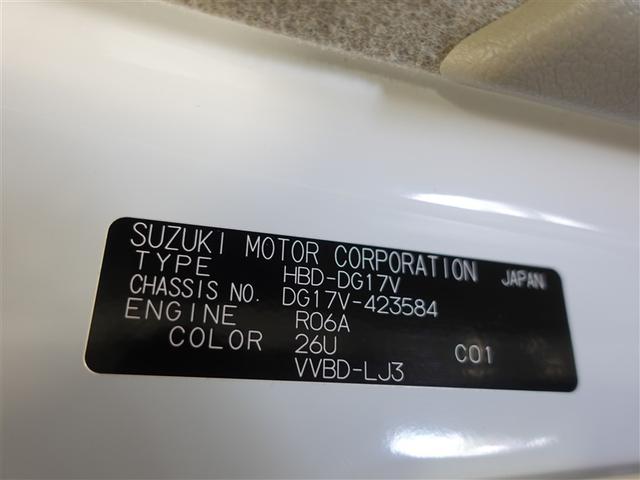 SUZUKI MOTOR CORPORATION JAPAN
TYPE HBD-DG17V
CHASSIS NO. DG17V-423584
ENGINE R06A
COLOR 26U C01
VVBD-LJ3